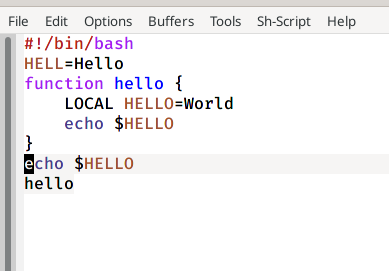 File Edit Options Buffers Tools Sh-Script Help
#!/bin/bash
HELL=Hello
function hello {
    LOCAL HELLO=World
    echo $HELLO
}
echo $HELLO
hello